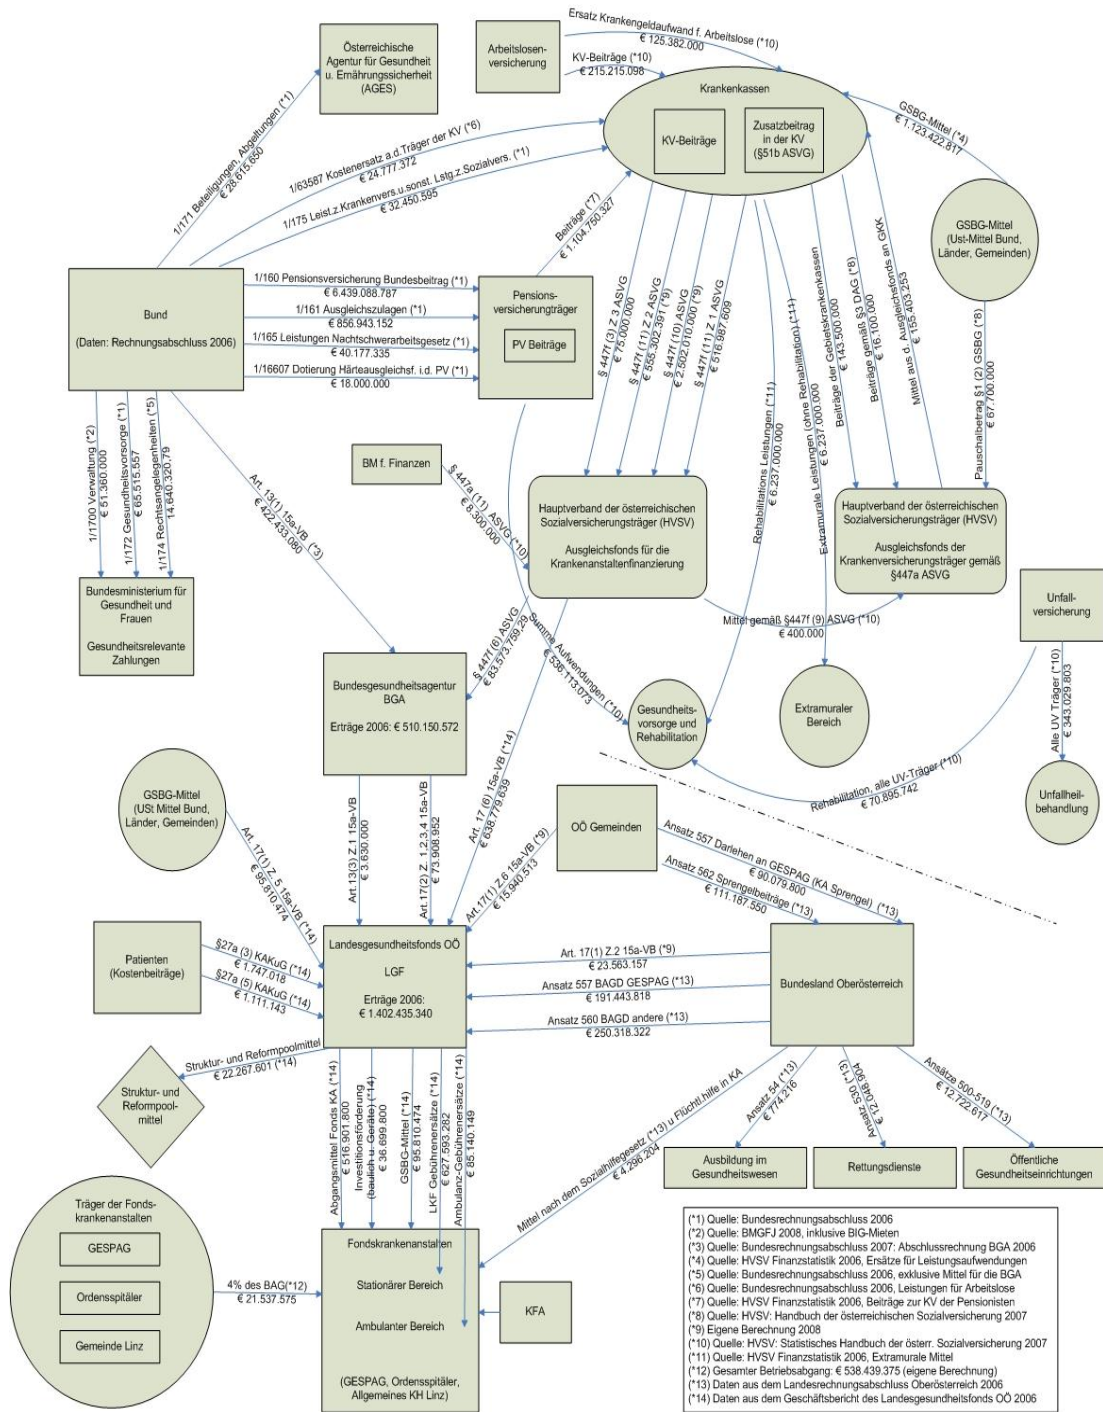 Österreichische
Agentur für Gesundheit
u. Ernährungssicherheit
(AGES)
Arbeitslosen-
versicherung
Ersatz Krankengeldaufwand f. Arbeitslose (*10)
€ 125.382.000
KV-Beiträge (*10)
€ 215.215.098
Krankenkassen
KV-Beiträge
Zusatzbeitrag
in der KV
(§51b ASVG)
GSBG-Mittel (*4)
€ 1.123.422.817
GSBG-Mittel
(Ust-Mittel Bund,
Länder, Gemeinden)
1/171 Beteiligungen, Abgeltungen (*1)
€ 28.615.650
1/63587 Kostenersatz a.d.Träger der KV (*6)
€ 24.777.372
1/175 Leist.z.Krankenvers.u.sonst. Lstg.z.Sozialvers. (*1)
€ 32.450.595
Beiträge (*7)
€ 1.104.750.327
Bund
(Daten: Rechnungsabschluss 2006)
1/160 Pensionsversicherung Bundesbeitrag (*1)
€ 6.439.088.787
1/161 Ausgleichszulagen (*1)
€ 856.943.152
1/165 Leistungen Nachtschwerarbeitsgesetz (*1)
€ 40.177.335
1/16607 Dotierung Härteausgleichsf. i.d. PV (*1)
€ 18.000.000
Pensions-
versicherungträger
PV Beiträge
§ 447f (3) Z 3 ASVG
€ 75.000.000
§ 447f (11) Z 2 ASVG
€ 555.302.391 (*9)
§ 447f (10) ASVG
€ 2.502.010.000 (*9)
§ 447f (11) Z 1 ASVG
€ 516.987.609
Rehabilitations Leistungen (*11)
€ 6.237.000.000
Extramurale Leistungen (ohne Rehabilitation) (*11)
€ 6.237.000.000
Beiträge der Gebietskrankenkassen
€ 143.500.000
Beiträge gemäß §3 DAG (*8)
€ 16.100.000
Mittel aus d. Ausgleichsfonds an GKK
€ 155.403.253
Pauschalbetrag §1 (2) GSBG (*8)
€ 67.700.000
1/1700 Verwaltung (*2)
€ 51.360.000
1/172 Gesundheitsvorsorge (*1)
€ 65.515.557
1/174 Rechtsangelegenheiten (*5)
14.640.320,79
Art. 13(1) 15a-VB (*3)
€ 422.433.080
BM f. Finanzen
§ 447a (11) ASVG (*10)
€ 8.300.000
Hauptverband der österreichischen
Sozialversicherungsträger (HVSV)
Ausgleichsfonds für die
Krankenanstaltenfinanzierung
Hauptverband der österreichischen
Sozialversicherungsträger (HVSV)
Ausgleichsfonds der
Krankenversicherungsträger gemäß
§447a ASVG
Unfall
versicherung
Bundesministerium für
Gesundheit und
Frauen
Gesundheitsrelevante
Zahlungen
Mittel gemäß §447f (9) ASVG (*10)
€ 400.000
§ 447f (6) ASVG
€ 83.573.759,29
Summe Aufwendungen (*10)
€ 536.113.073
Bundesgesundheitsagentur
BGA
Erträge 2006: € 510.150.572
Gesundheits-
vorsorge und
Rehabilitation
Extramuraler
Bereich
Alle UV Träger (*10)
€ 343.029.803
Rehabilitation, alle UV-Träger (*10)
€ 70.895.742
Unfallheil-
behandlung
GSBG-Mittel
(USt Mittel Bund,
Länder, Gemeinden)
Art. 17(1) Z. 5 15a-VB (*14)
€ 95.810.474
Art.13(3) Z.1 15a-VB
€ 3.630.000
Art.17(2) Z. 1,2,3,4 15a-VB
€ 73.908.952
Art. 17 (6) 15a-VB (*14)
€ 638.779.639
Art.17(1) Z.6 15a-VB (*9)
€ 15.940.513
OÖ Gemeinden
Ansatz 557 Darlehen an GESPAG (KA Sprengel) (*13)
€ 90.079.800
Ansatz 562 Sprengelbeiträge (*13)
€ 111.187.550
Patienten
(Kostenbeiträge)
§27a (3) KAKuG (*14)
€ 1.747.018
§27a (5) KAKuG (*14)
€ 1.111.143
Landesgesundheitsfonds OÖ
LGF
Erträge 2006:
€ 1.402.435.340
Art. 17(1) Z.2 15a-VB (*9)
€ 23.563.157
Ansatz 557 BAGD GESPAG (*13)
€ 191.443.818
Ansatz 560 BAGD andere (*13)
€ 250.318.322
Bundesland Oberösterreich
Struktur- und Reformpoolmittel
€ 22.267.601 (*14)
Struktur- und
Reformpool-
mittel
Abgangsmittel Fonds KA (*14)
€ 516.901.800
Investitionsförderung
(baulich u. Geräte) (*14)
€ 36.699.800
GSBG-Mittel (*14)
€ 95.810.474
LKF Gebührenersätze (*14)
€ 627.593.282
Ambulanz-Gebührenersätze (*14)
€ 85.140.149
Mittel nach dem Sozialhilfegesetz (*13) u Flüchtl.hilfe in KA
€ 4.296.204
Ansatz 54 (*13)
€ 774.216
Ansatz 530 (*13)
€ 12.048.904
Ansätze 500-519 (*13)
€ 12.722.617
Ausbildung im
Gesundheitswesen
Rettungsdienste
Öffentliche
Gesundheitseinrichtungen
Träger der Fonds-
krankenanstalten
GESPAG
Ordensspitäler
Gemeinde Linz
4% des BAG(*12)
€ 21.537.575
Fondskrankenanstalten
Stationärer Bereich
Ambulanter Bereich
(GESPAG, Ordensspitäler,
Allgemeines KH Linz)
KFA
(*1) Quelle: Bundesrechnungsabschluss 2006
(*2) Quelle: BMGFJ 2008, inklusive BIG-Mieten
(*3) Quelle: Bundesrechnungsabschluss 2007: Abschlussrechnung BGA 2006
(*4) Quelle: HVSV Finanzstatistik 2006, Ersätze für Leistungsaufwendungen
(*5) Quelle: Bundesrechnungsabschluss 2006, exklusive Mittel für die BGA
(*6) Quelle: Bundesrechnungsabschluss 2006, Leistungen für Arbeitslose
(*7) Quelle: HVSV Finanzstatistik 2006, Beiträge zur KV der Pensionisten
(*8) Quelle: HVSV: Handbuch der österreichischen Sozialversicherung 2007
(*9) Eigene Berechnung 2008
(*10) Quelle: HVSV: Statistisches Handbuch der österr. Sozialversicherung 2007
(*11) Quelle: HVSV Finanzstatistik 2006, Extramurale Mittel
(*12) Gesamter Betriebsabgang: € 538.439.375 (eigene Berechnung)
(*13) Daten aus dem Landesrechnungsabschluss Oberösterreich 2006
(*14) Daten aus dem Geschäftsbericht des Landesgesundheitsfonds OÖ 2006